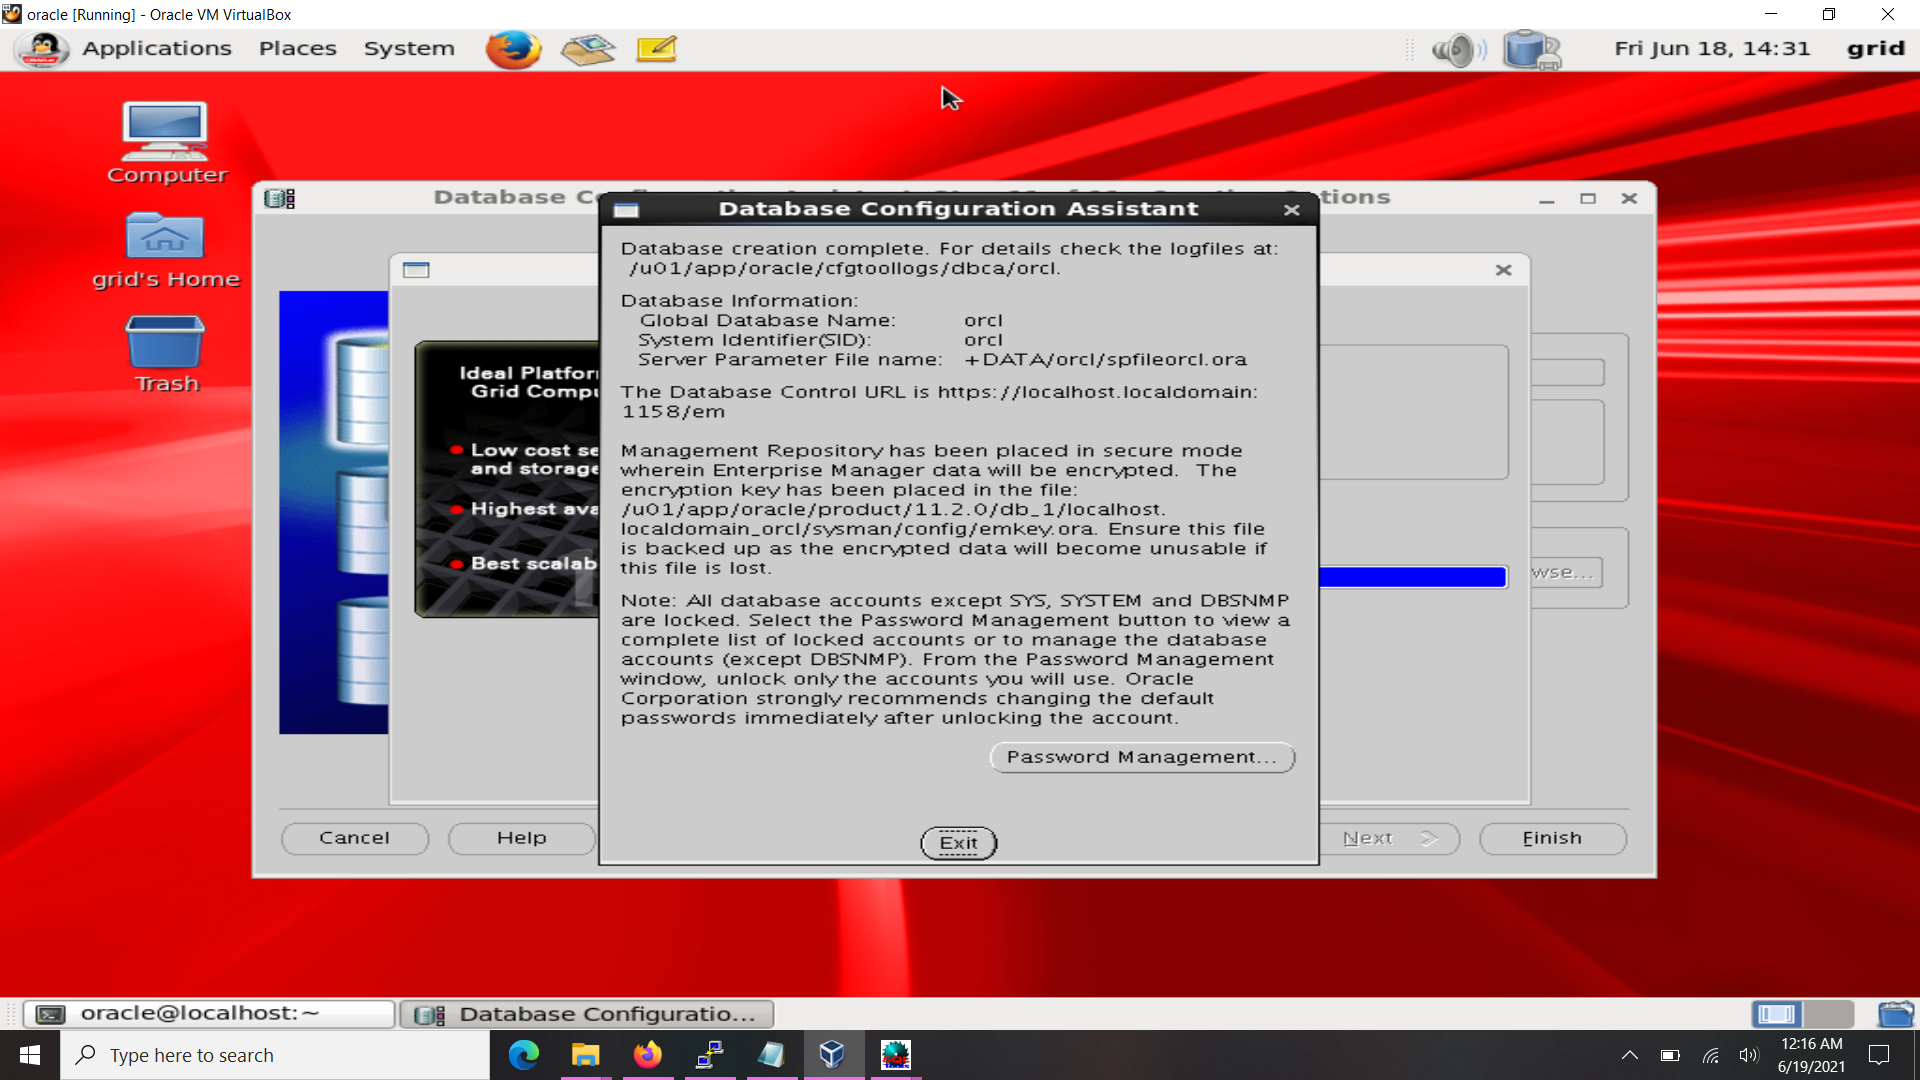 oracle [Running] - Oracle VM VirtualBox
Applications Places System
Fri Jun 18, 14:31 grid
Computer
grid's Home
Trash
Database Configuration Assistant
Database creation complete. For details check the logfiles at:
/u01/app/oracle/cfgtoollogs/dbca/orcl.
Database Information:
Global Database Name: orcl
System Identifier(SID): orcl
Server Parameter File name: +DATA/orcl/spfileorcl.ora
The Database Control URL is https://localhost.localdomain:
1158/em
Management Repository has been placed in secure mode
wherein Enterprise Manager data will be encrypted. The
encryption key has been placed in the file:
/u01/app/oracle/product/11.2.0/db_1/localhost.
localdomain_orcl/sysman/config/emkey.ora. Ensure this file
is backed up as the encrypted data will become unusable if
this file is lost.
Note: All database accounts except SYS, SYSTEM and DBSNMP
are locked. Select the Password Management button to view a
complete list of locked accounts or to manage the database
accounts (except DBSNMP). From the Password Management
window, unlock only the accounts you will use. Oracle
Corporation strongly recommends changing the default
passwords immediately after unlocking the account.
Password Management...
Exit
Database C
tions
Ideal Platfor
Grid Compu
Low cost se
and storage
Highest ava
Best scalab
wse...
Cancel
Help
Next
Finish
oracle@localhost:~
Database Configuratio...
Type here to search
12:16 AM
6/19/2021